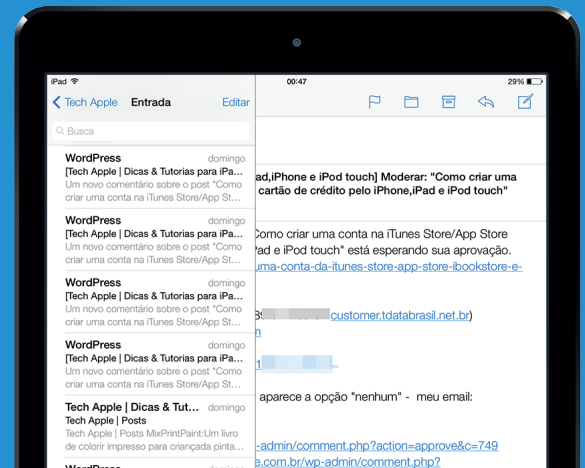 iPad 00:47 29%
Tech Apple Entrada Editar
Busca
WordPress domingo
[Tech Apple | Dicas & Tutorias para iPa...
Um novo comentário sobre o post "Como
criar uma conta na iTunes Store/App St...
WordPress domingo
[Tech Apple | Dicas & Tutorias para iPa...
Um novo comentário sobre o post "Como
criar uma conta na iTunes Store/App St...
WordPress domingo
[Tech Apple | Dicas & Tutorias para iPa...
Um novo comentário sobre o post "Como
criar uma conta na iTunes Store/App St...
WordPress domingo
[Tech Apple | Dicas & Tutorias para iPa...
Um novo comentário sobre o post "Como
criar uma conta na iTunes Store/App St...
Tech Apple | Dicas & Tut... domingo
Tech Apple | Posts
Tech Apple | Posts MixPrintPaint:Um livro
de colorir impresso para criançada pinta...
WordPress domingo
ad,iPhone e iPod touch] Moderar: "Como criar uma
cartão de crédito pelo iPhone,iPad e iPod touch"
Como criar uma conta na iTunes Store/App Store
Pad e iPod touch" está esperando sua aprovação.
uma-conta-da-itunes-store-app-store-ibookstore-e-
customer.tdatabrasil.net.br)
aparece a opção "nenhum" - meu email:
-admin/comment.php?action=approve&c=749
e.com.br/wp-admin/comment.php?